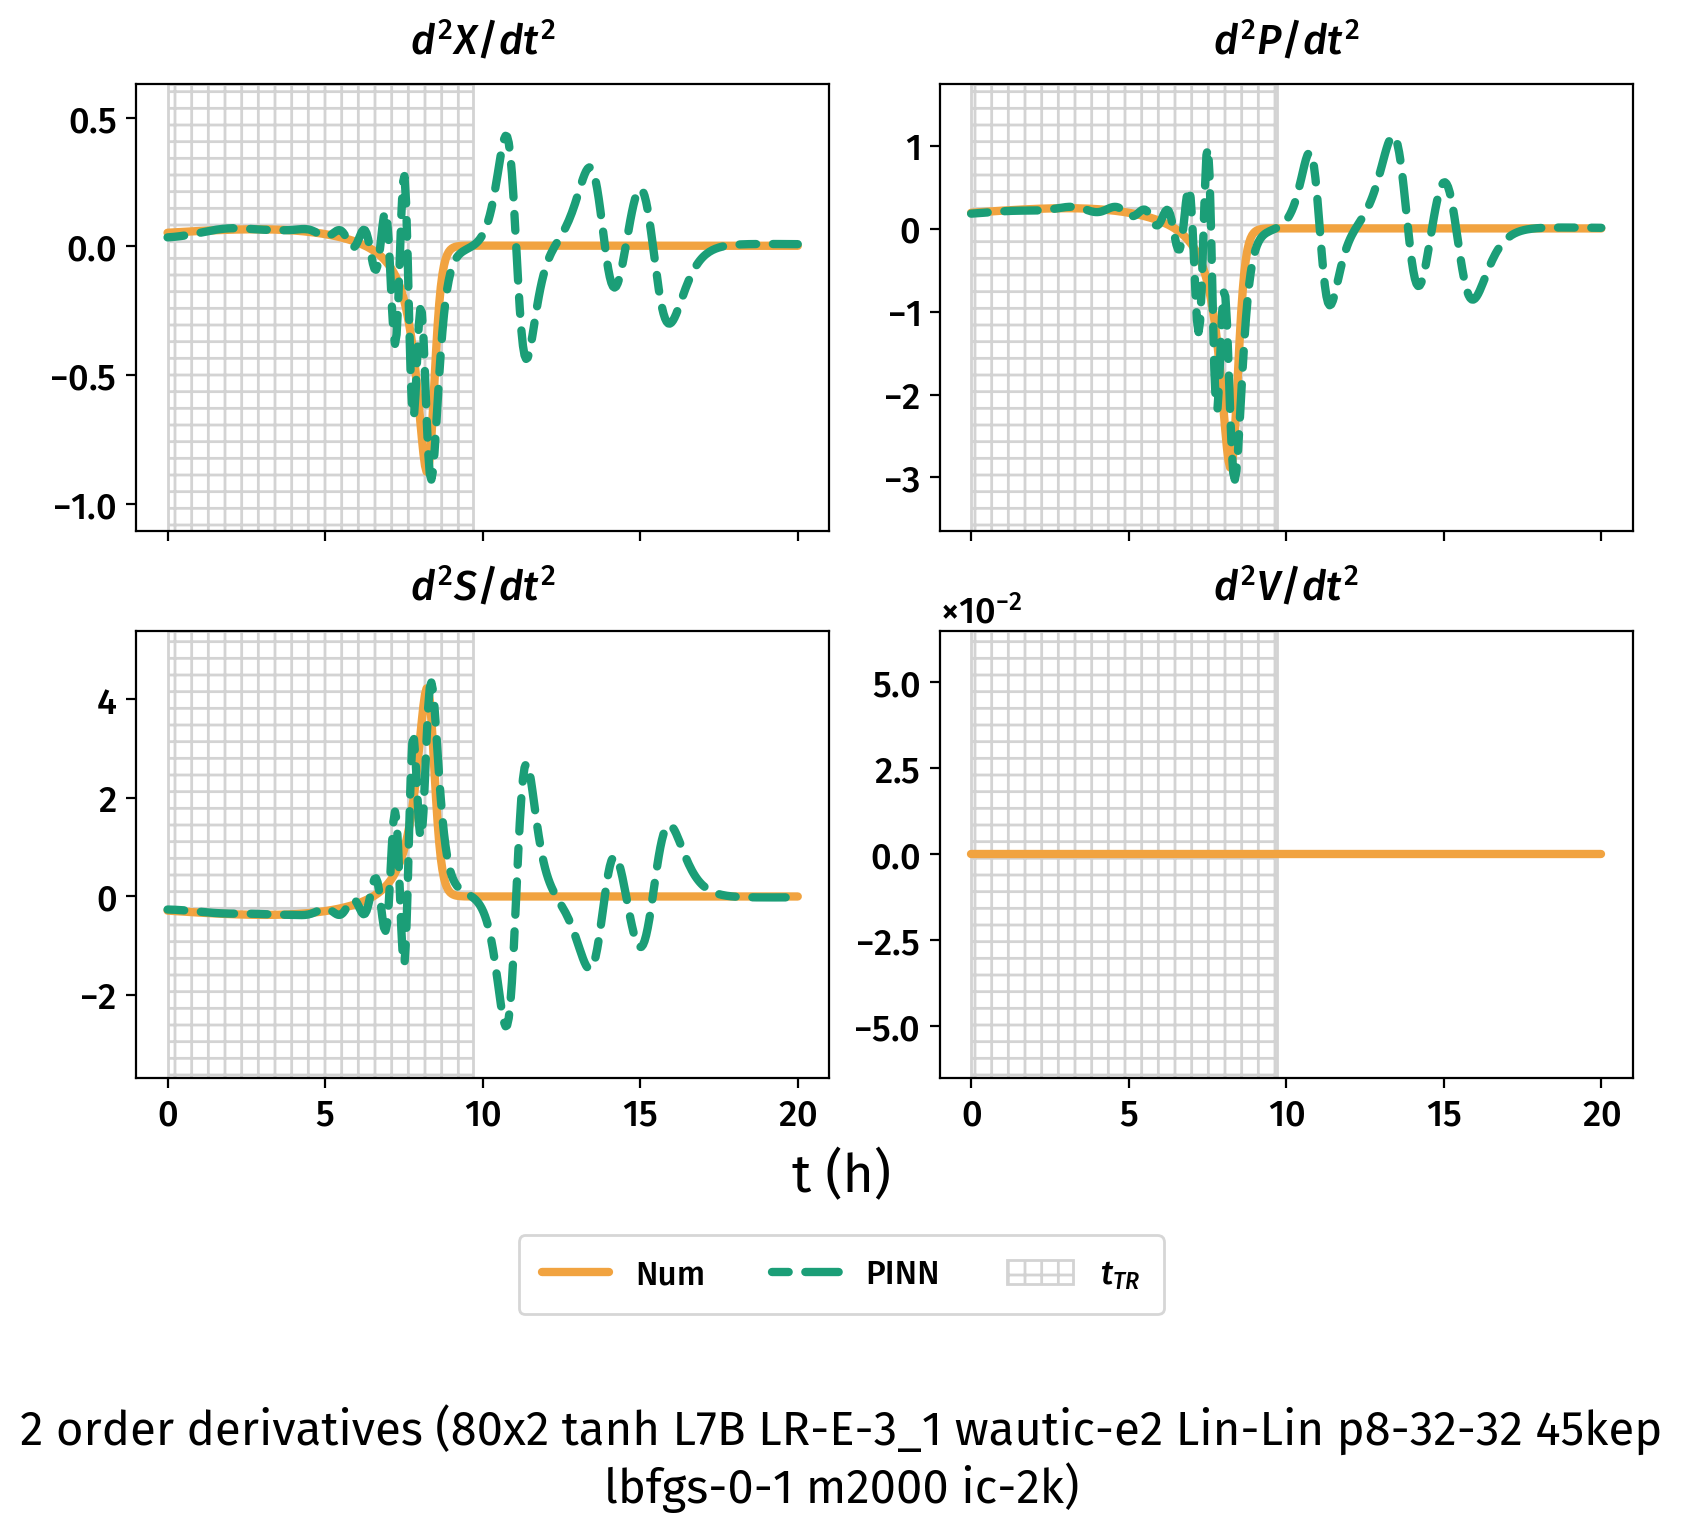 d²X/dt²
d²P/dt²
0.5
0.0
−0.5
−1.0
1
0
−1
−2
−3
d²S/dt²
d²V/dt²
×10⁻²
4
2
0
−2
5.0
2.5
0.0
−2.5
−5.0
0 5 10 15 20
0 5 10 15 20
t (h)
Num PINN t_TR
2 order derivatives (80x2 tanh L7B LR-E-3_1 wautic-e2 Lin-Lin p8-32-32 45kep
lbfgs-0-1 m2000 ic-2k)